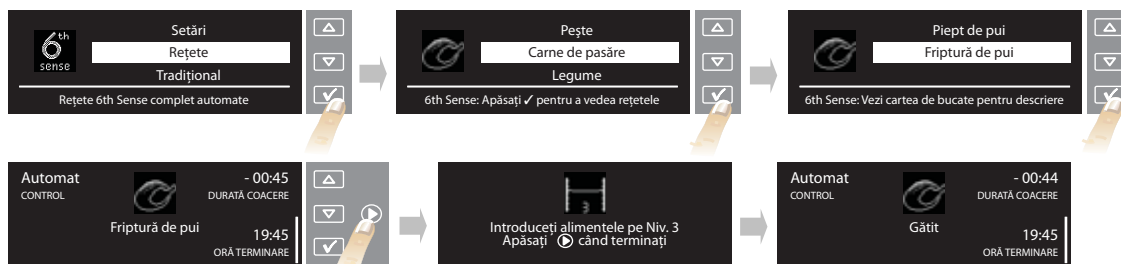 6th
sense
Setări
Rețete
Tradițional
Rețete 6th Sense complet automate
Pește
Carne de pasăre
Legume
6th Sense: Apăsați ✓ pentru a vedea rețetele
Piept de pui
Friptură de pui
6th Sense: Vezi cartea de bucate pentru descriere
Automat
CONTROL
- 00:45
DURATĂ COACERE
Friptură de pui
19:45
ORĂ TERMINARE
3
Introduceți alimentele pe Niv. 3
Apăsați ▶ când terminați
Automat
CONTROL
- 00:44
DURATĂ COACERE
Gătit
19:45
ORĂ TERMINARE